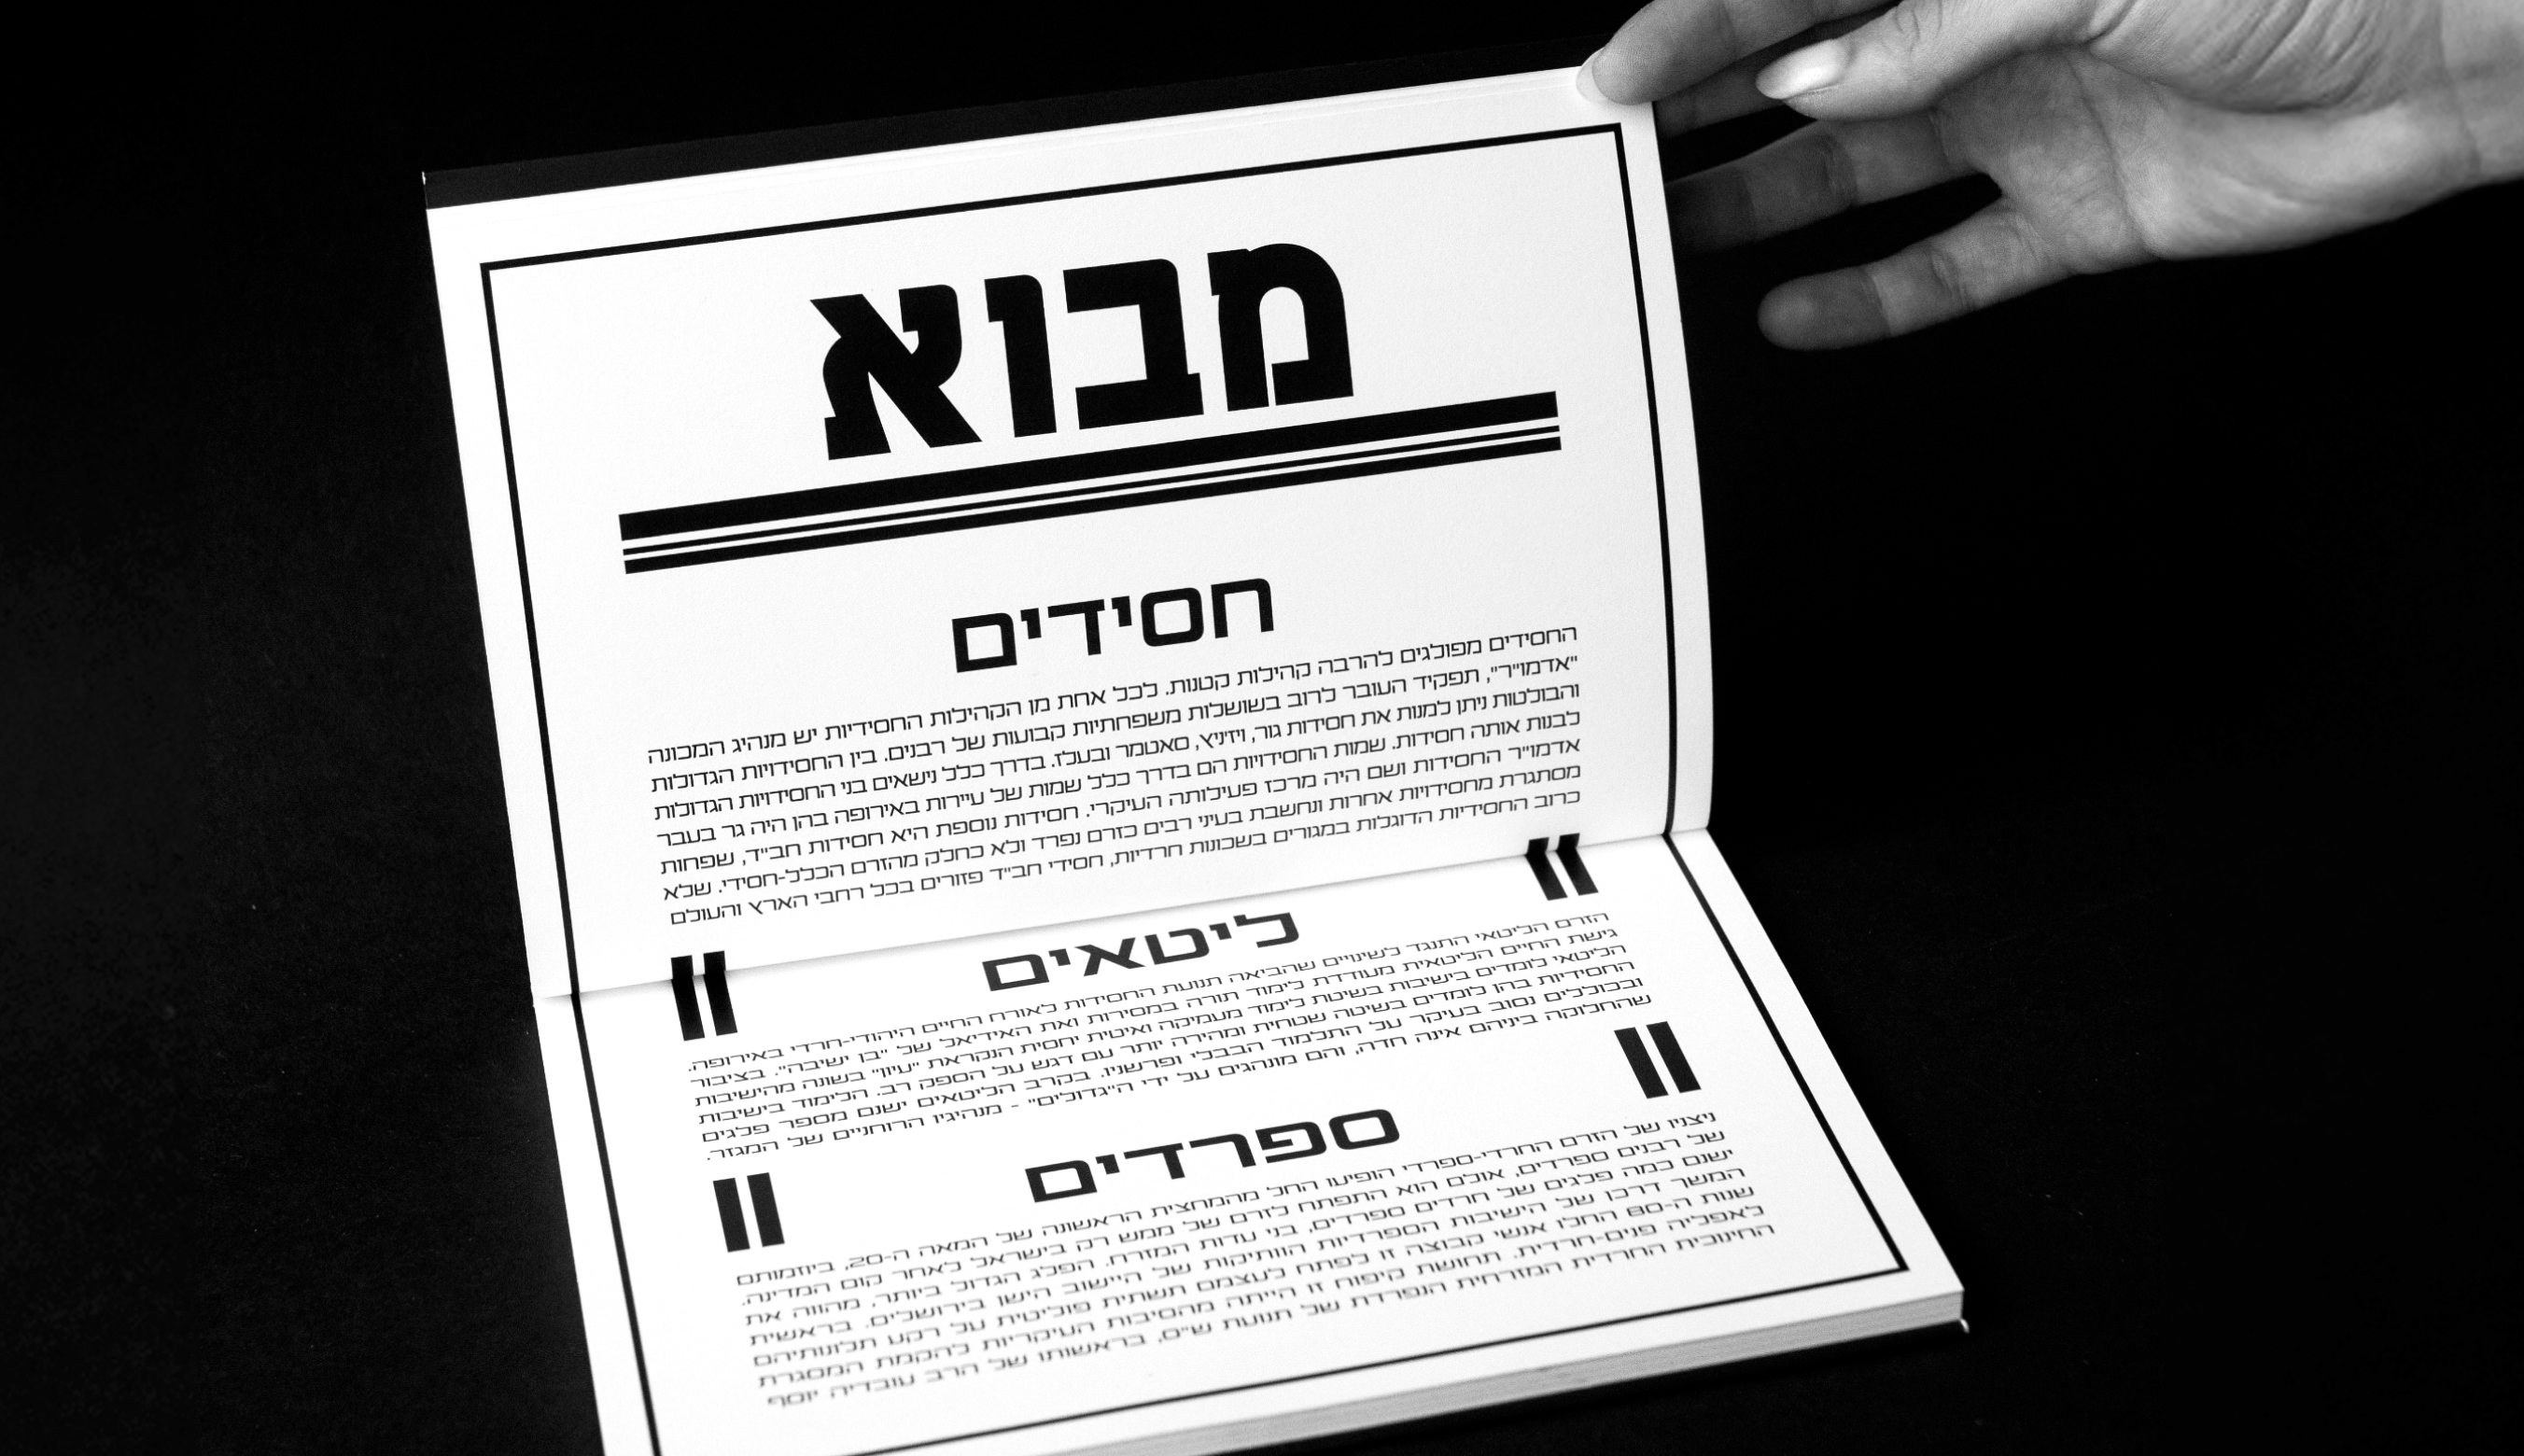 מבוא
חסידים
החסידים מפולגים להרבה קהילות קטנות. לכל אחת מן הקהילות החסידיות יש מנהיג המכונה
"אדמו"ר", תפקיד העובר לרוב בשושלות משפחתיות קבועות של רבנים. בין החסידויות הגדולות
והבולטות ניתן למנות את חסידות גור, ויז'ניץ, סאטמר ובעלז. בדרך כלל נישאים בני החסידויות הגדולות
לבנות אותה חסידות. שמות החסידויות הם בדרך כלל שמות של עיירות באירופה בהן היה גר בעבר
אדמו"ר החסידות ושם היה מרכז פעילותה העיקרי. חסידות נוספת היא חסידות חב"ד, שפחות
מסתגרת מחסידויות אחרות ונחשבת בעיני רבים כזרם נפרד ולא כחלק מהזרם הכלל-חסידי. שלא
כרוב החסידיות הדוגלות במגורים בשכונות חרדיות, חסידי חב"ד פזורים בכל רחבי הארץ והעולם
ליטאים
הזרם הליטאי התנגד לשינויים שהביאה תנועת החסידות לאורח החיים היהודי-חרדי באירופה.
גישת החיים הליטאית מעודדת לימוד תורה במסירות ואת האידיאל של "בן ישיבה". בציבור
הליטאי לומדים בישיבות בשיטת לימוד מעמיקה ואיטית יחסית הנקראת "עיון" בשונה מהישיבות
החסידיות בהן לומדים בשיטה שטחית ומהירה יותר עם דגש על הספק רב. הלימוד בישיבות
ובכוללים נסוב בעיקר על התלמוד הבבלי ופרשניו. בקרב הליטאים ישנם מספר פלגים
שהחלוקה ביניהם אינה חדה, והם מונהגים על ידי ה"גדולים" - מנהיגיו הרוחניים של המגזר.
ספרדים
ניצניו של הזרם החרדי-ספרדי הופיעו החל מהמחצית הראשונה של המאה ה-20, ביוזמותם
של רבנים ספרדים, אולם הוא התפתח לזרם של ממש רק בישראל לאחר קום המדינה.
ישנם כמה פלגים של חרדים ספרדים, בני עדות המזרח. הפלג הגדול ביותר, מהווה את
המשך דרכן של הישיבות הספרדיות הוותיקות של היישוב הישן בירושלים. בראשית
שנות ה-80 החלו אנשי קבוצה זו לפתח לעצמם תשתית פוליטית על רקע תלונותיהם
לאפליה פנים-חרדית. תחושת קיפוח זו הייתה מהסיבות העיקריות להקמת המסגרת
החינוכית החרדית המזרחית הנפרדת של תנועת ש"ס, בראשותו של הרב עובדיה יוסף